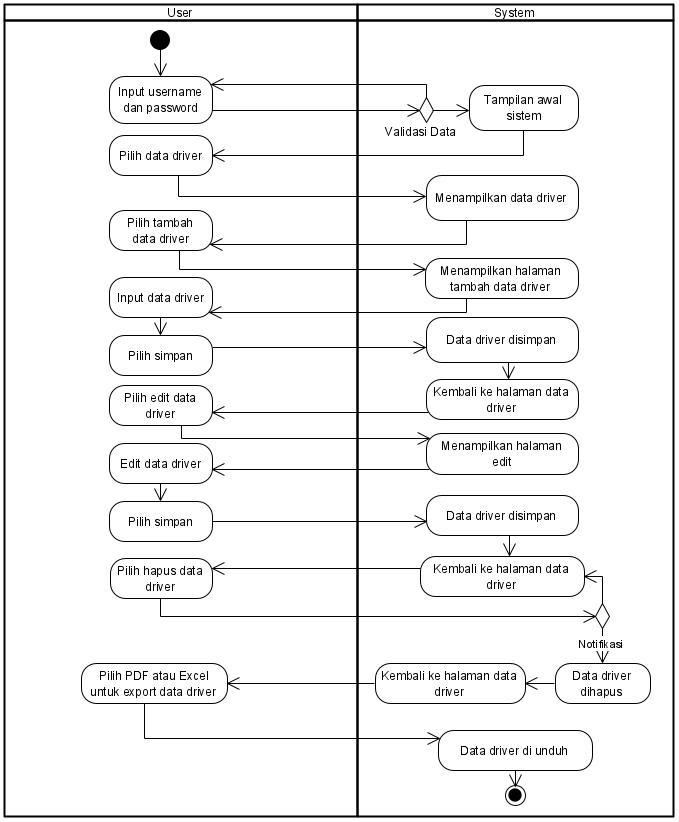 User
System
Input username
dan password
Validasi Data
Tampilan awal
sistem
Pilih data driver
Menampilkan data driver
Pilih tambah
data driver
Menampilkan halaman
tambah data driver
Input data driver
Pilih simpan
Data driver disimpan
Kembali ke halaman data
driver
Pilih edit data
driver
Menampilkan halaman
edit
Edit data driver
Pilih simpan
Data driver disimpan
Kembali ke halaman data
driver
Pilih hapus data
driver
Notifikasi
Data driver
dihapus
Kembali ke halaman data
driver
Pilih PDF atau Excel
untuk export data driver
Data driver di unduh